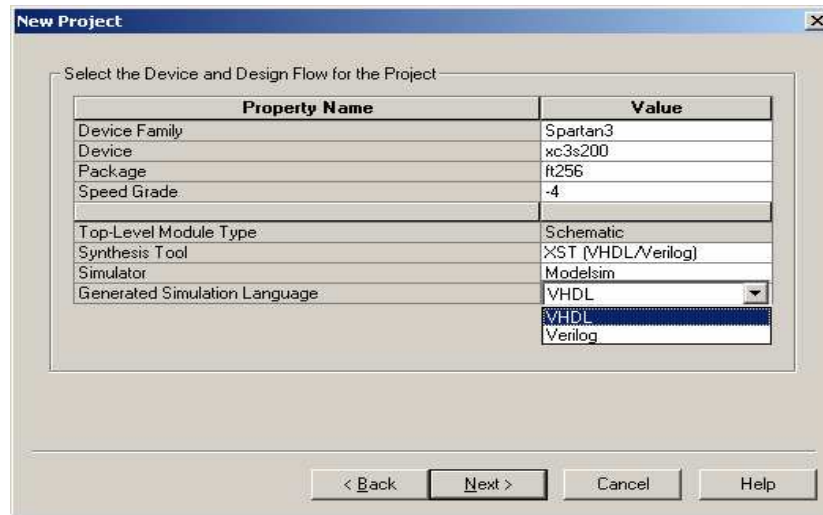 New Project
Select the Device and Design Flow for the Project
Property Name Value
Device Family Spartan3
Device xc3s200
Package ft256
Speed Grade -4
Top-Level Module Type Schematic
Synthesis Tool XST (VHDL/Verilog)
Simulator Modelsim
Generated Simulation Language VHDL
VHDL
Verilog
< Back Next > Cancel Help